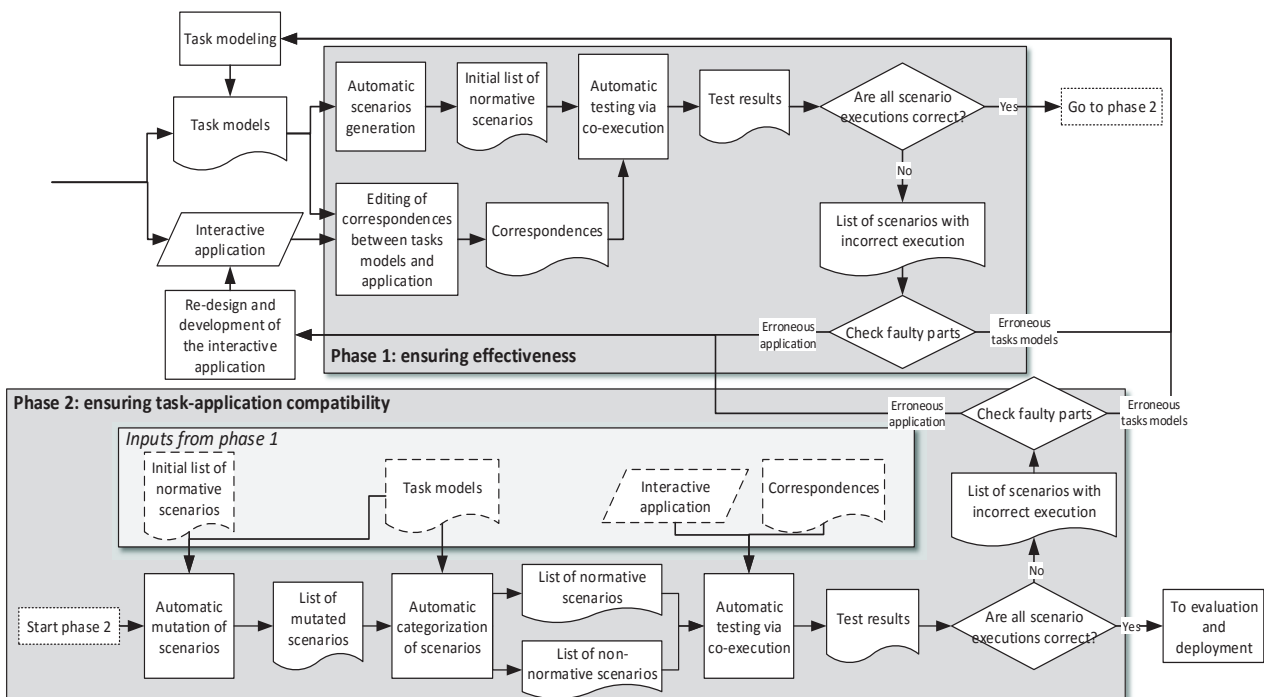 Task modeling
Task models
Interactive
application
Re-design and
development of
the interactive
application
Automatic
scenarios
generation
Initial list of
normative
scenarios
Automatic
testing via
co-execution
Test results
Are all scenario
executions correct?
Yes
Go to phase 2
No
Editing of
correspondences
between tasks
models and
application
Correspondences
List of scenarios with
incorrect execution
Check faulty parts
Erroneous
application
Erroneous
tasks models
Phase 1: ensuring effectiveness
Phase 2: ensuring task-application compatibility
Erroneous
application
Check faulty parts
Erroneous
tasks models
Inputs from phase 1
Initial list of
normative
scenarios
Task models
Interactive
application
Correspondences
List of scenarios with
incorrect execution
No
Start phase 2
Automatic
mutation of
scenarios
List of
mutated
scenarios
Automatic
categorization
of scenarios
List of normative
scenarios
List of non-
normative scenarios
Automatic
testing via
co-execution
Test results
Are all scenario
executions correct?
Yes
To evaluation
and
deployment